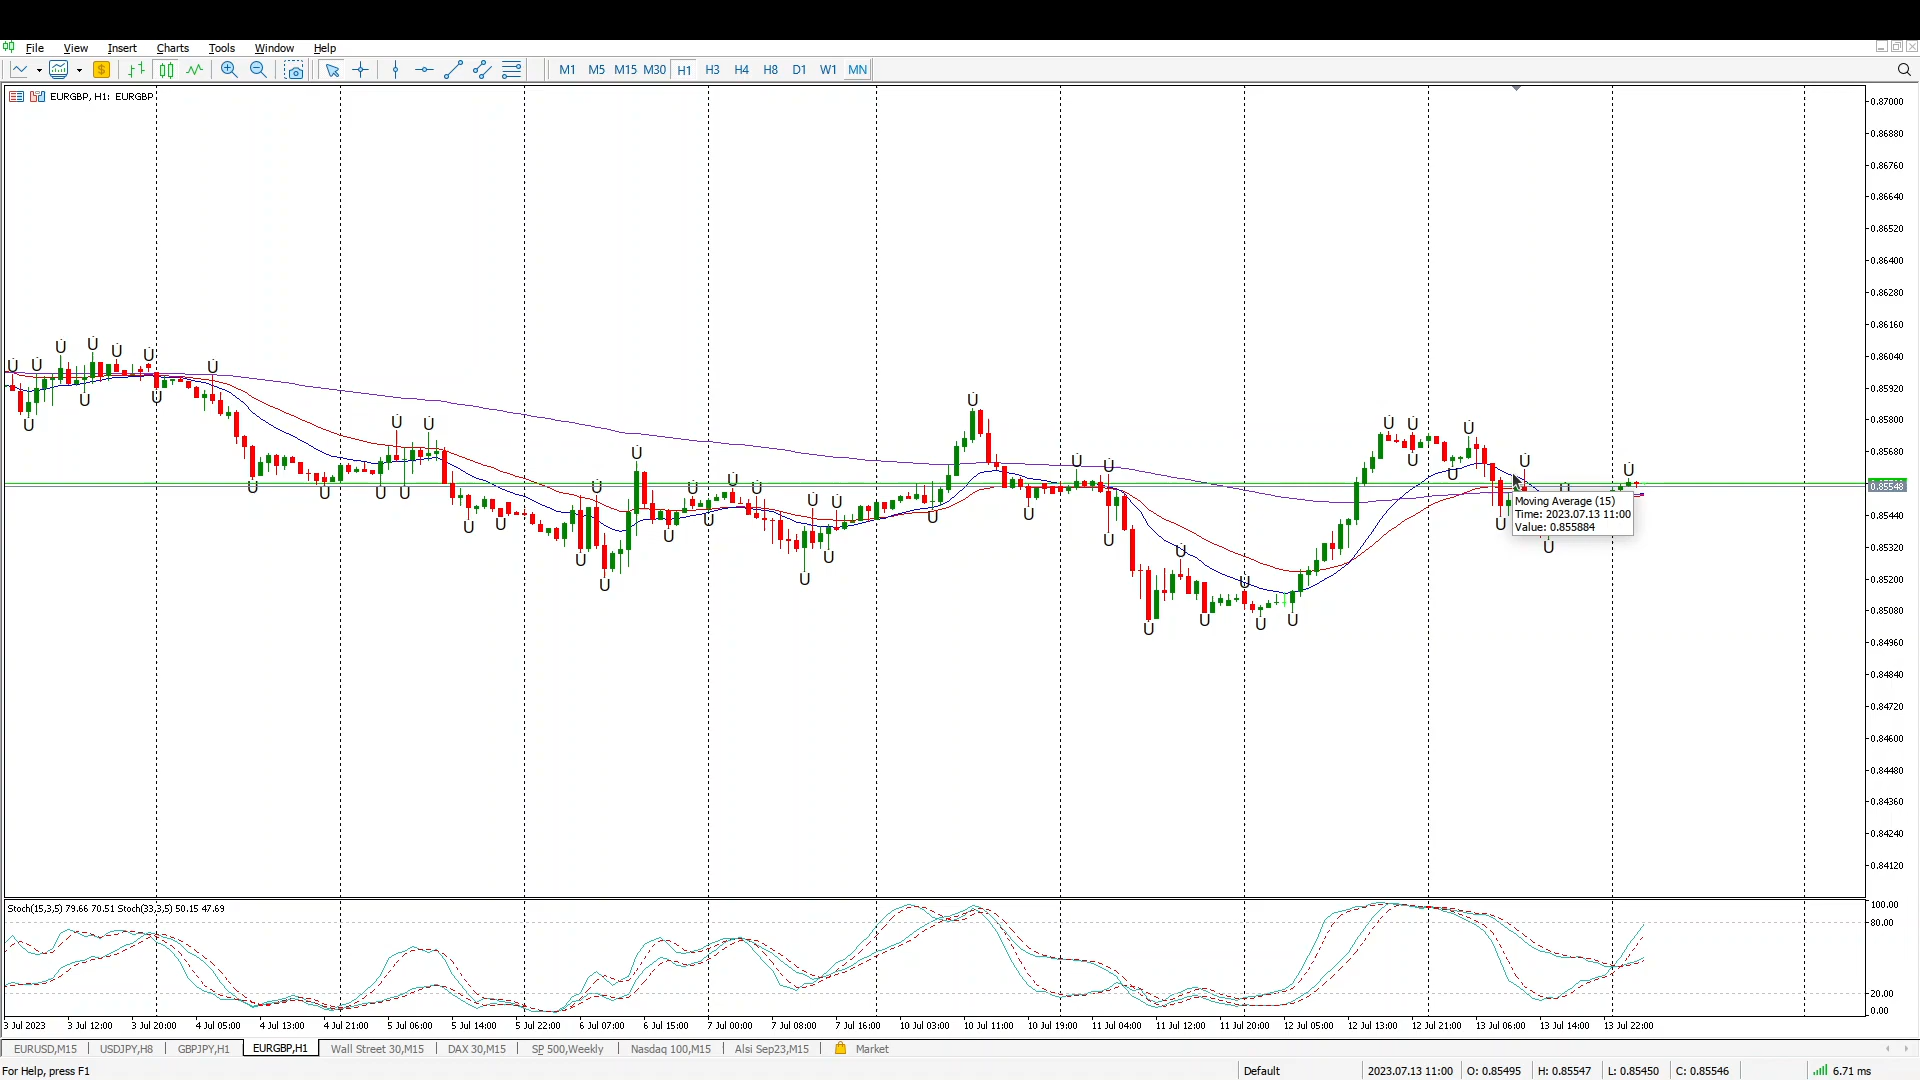 File View Insert Charts Tools Window Help
M1 M5 M15 M30 H1 H3 H4 H8 D1 W1 MN
EURGBP, H1: EURGBP
0.87000
0.86880
0.86760
0.86640
0.86520
0.86400
0.86280
0.86160
0.86040
0.85920
0.85800
0.85680
0.85548
0.85440
0.85320
0.85200
0.85080
0.84960
0.84840
0.84720
0.84600
0.84480
0.84360
0.84240
0.84120
Moving Average (15)
Time: 2023.07.13 11:00
Value: 0.855884
Stoch(15,3,5) 79.66 70.51 Stoch(33,3,5) 50.15 47.69
100.00
80.00
20.00
0.00
3 Jul 2023 3 Jul 12:00 3 Jul 20:00 4 Jul 05:00 4 Jul 13:00 4 Jul 21:00 5 Jul 06:00 5 Jul 14:00 5 Jul 22:00 6 Jul 07:00 6 Jul 15:00 7 Jul 00:00 7 Jul 08:00 7 Jul 16:00 10 Jul 03:00 10 Jul 11:00 10 Jul 19:00 11 Jul 04:00 11 Jul 12:00 11 Jul 20:00 12 Jul 05:00 12 Jul 13:00 12 Jul 21:00 13 Jul 06:00 13 Jul 14:00 13 Jul 22:00
EURUSD,M15 USDJPY,H8 GBPJPY,H1 EURGBP,H1 Wall Street 30,M15 DAX 30,M15 SP 500,Weekly Nasdaq 100,M15 Alsi Sep23,M15 Market
For Help, press F1 Default 2023.07.13 11:00 O: 0.85495 H: 0.85547 L: 0.85450 C: 0.85546 6.71 ms